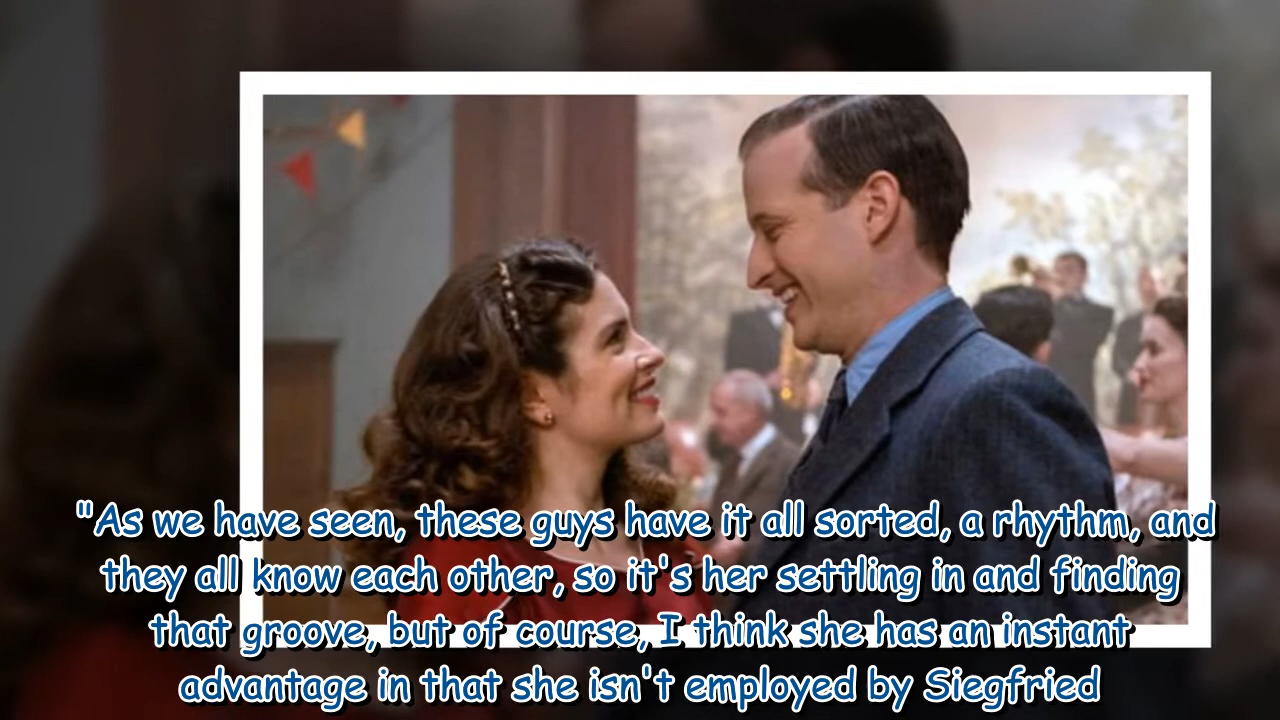 "As we have seen, these guys have it all sorted, a rhythm, and
they all know each other, so it's her settling in and finding
that groove, but of course, I think she has an instant
advantage in that she isn't employed by Siegfried